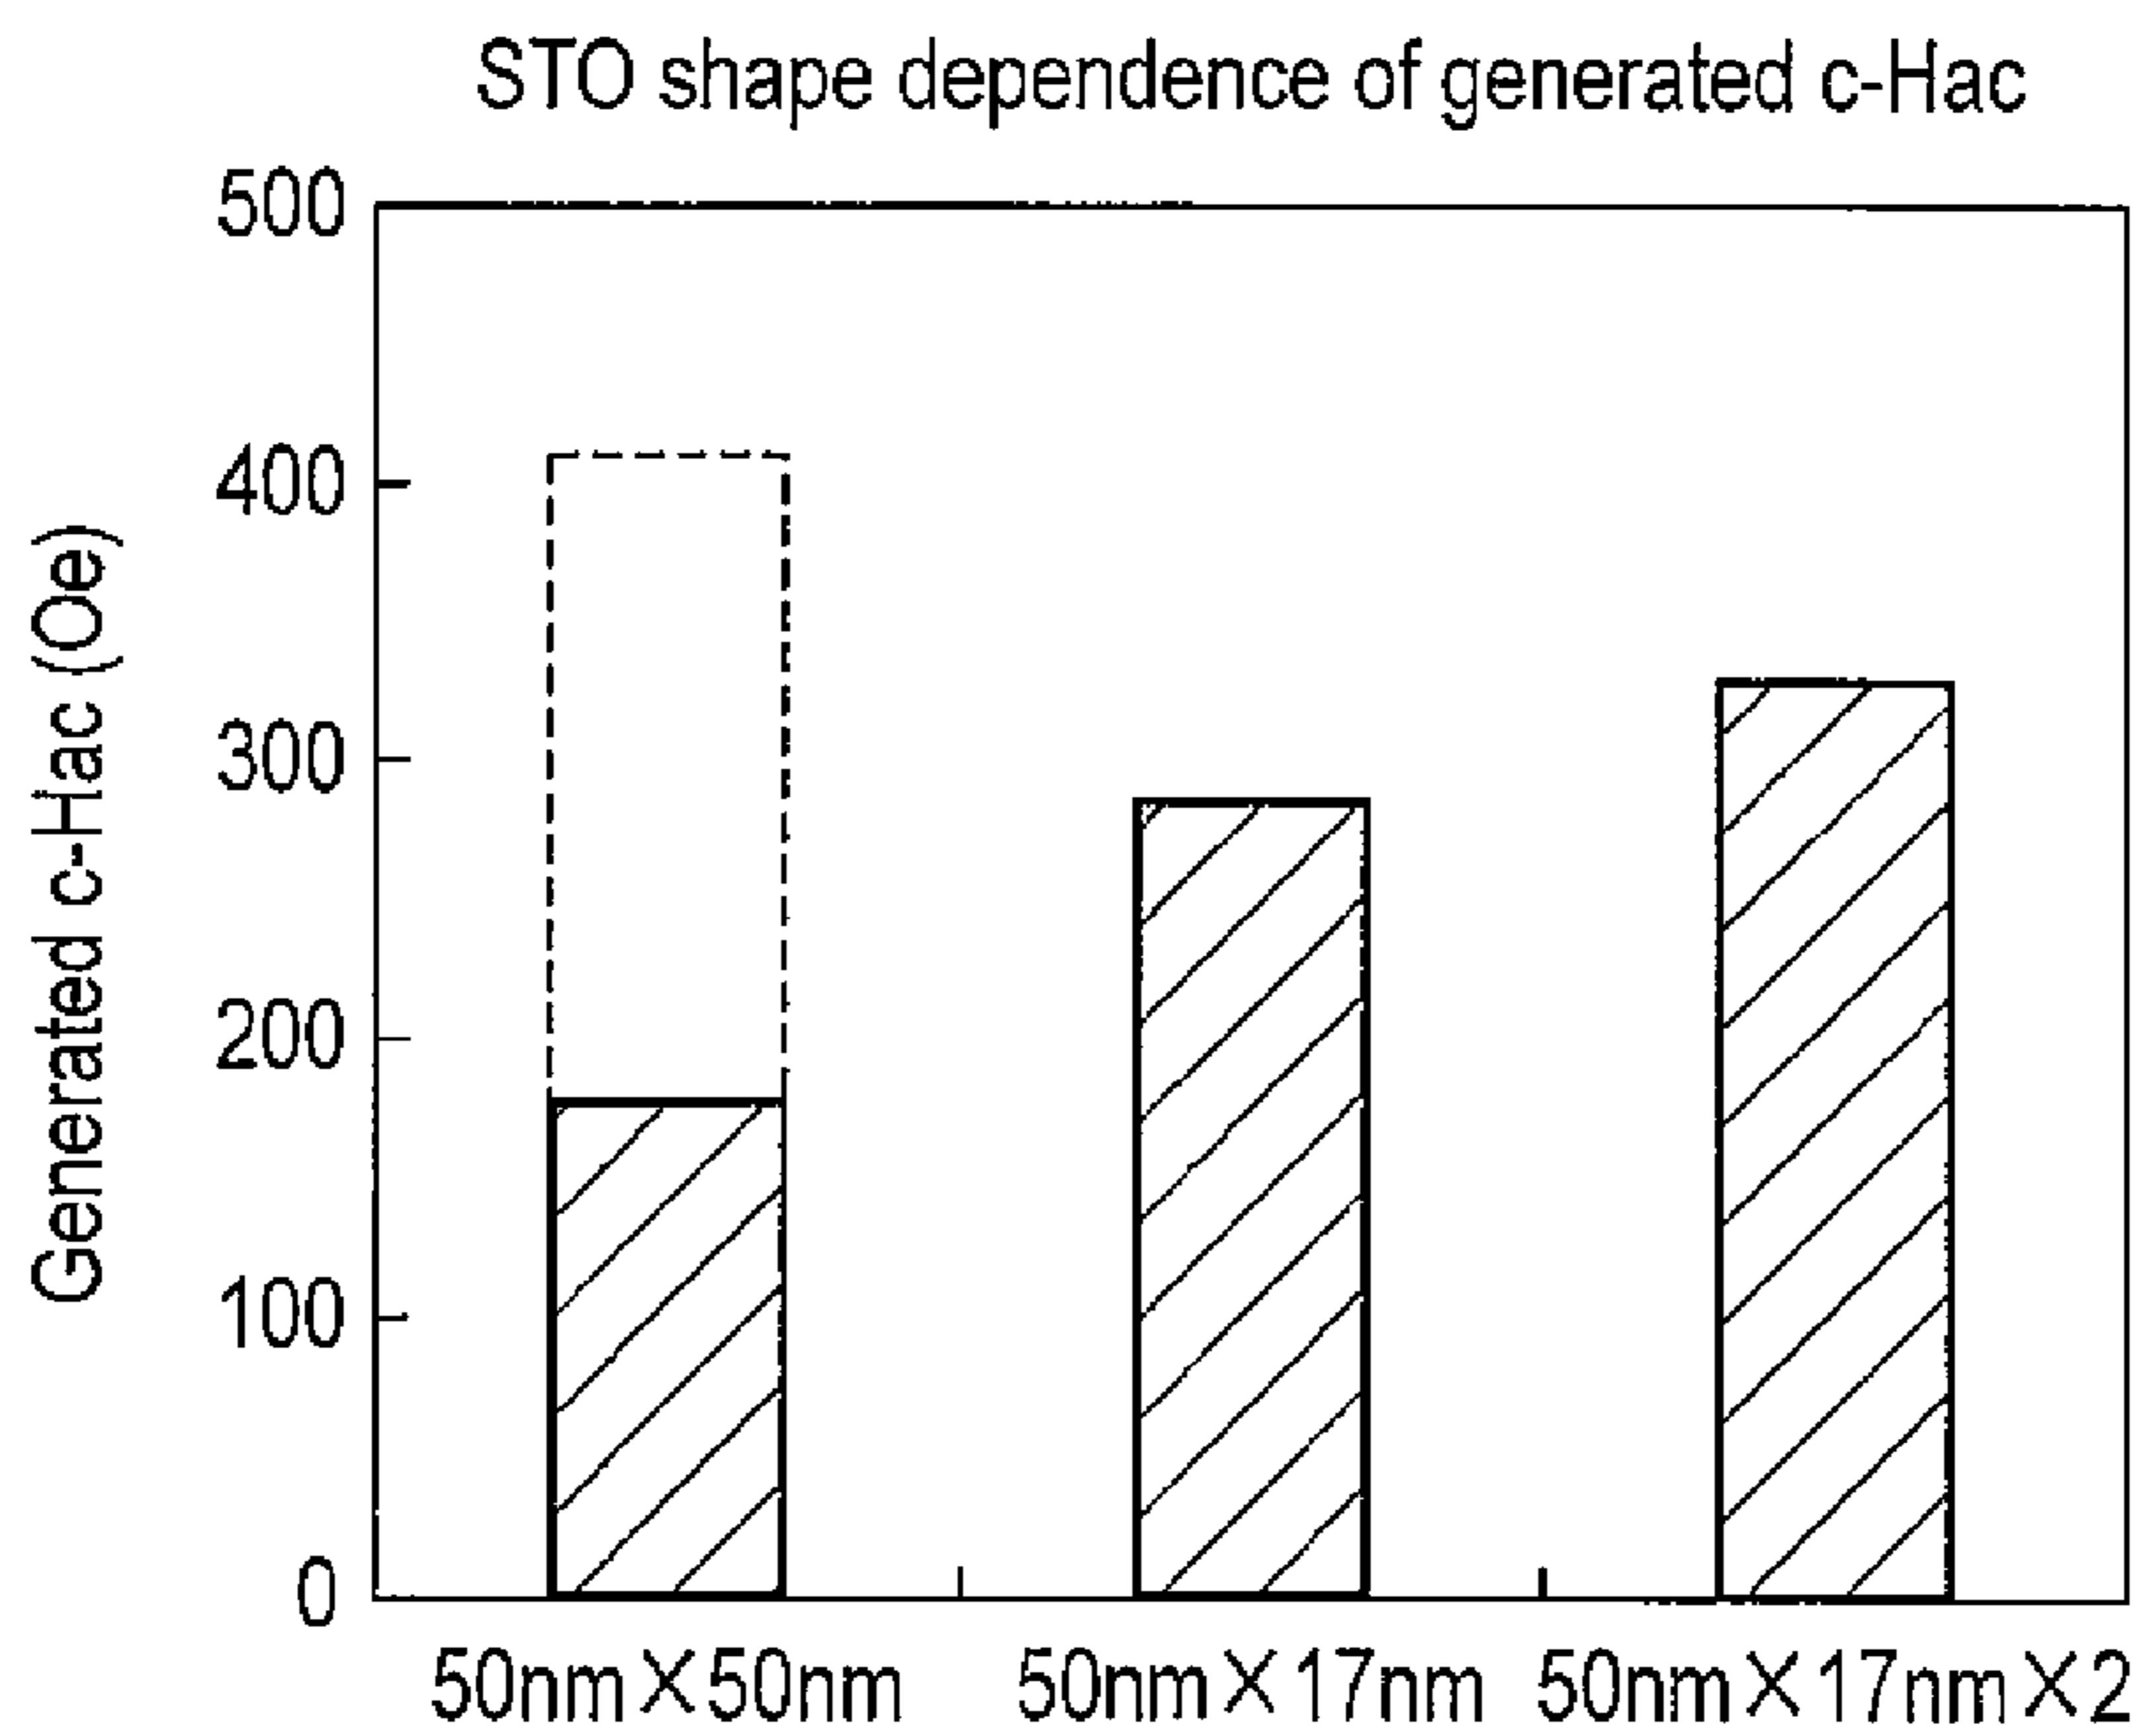 STO shape dependence of generated c-Hac
Generated c-Hac (Oe)
500
400
300
200
100
0
50nm×50nm
50nm×17nm
50nm×17nm×2